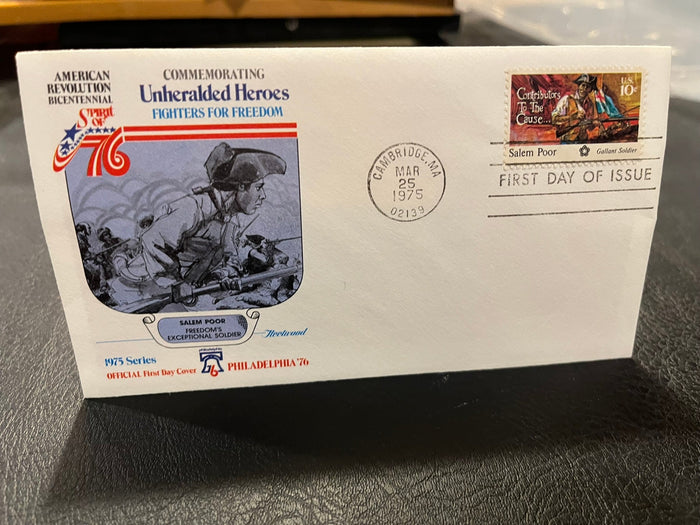 AMERICAN
REVOLUTION
BICENTENNIAL
SPIRIT
OF
'76
COMMEMORATING
Unheralded Heroes
FIGHTERS FOR FREEDOM
SALEM POOR
FREEDOM'S
EXCEPTIONAL SOLDIER
Fleetwood
1975 Series
OFFICIAL First Day Cover
philadelphia
76
PHILADELPHIA '76
CAMBRIDGE, MA
MAR
25
1975
02139
Contributors
To The
Cause...
U.S.
10c
Salem Poor
Gallant Soldier
FIRST DAY OF ISSUE